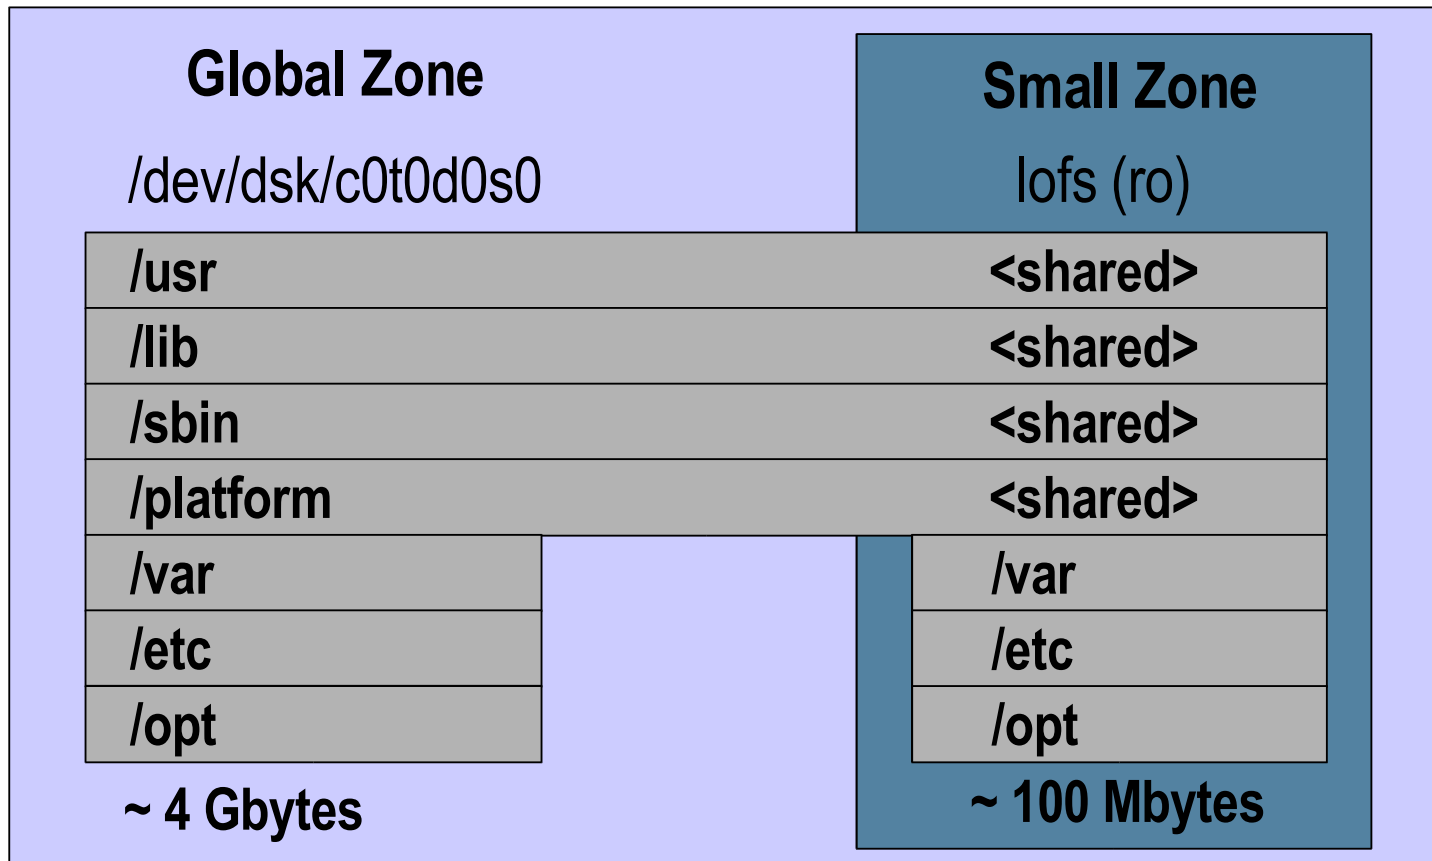 Global Zone Small Zone
/dev/dsk/c0t0d0s0 lofs (ro)
/usr <shared>
/lib <shared>
/sbin <shared>
/platform <shared>
/var /var
/etc /etc
/opt /opt
~ 4 Gbytes ~ 100 Mbytes